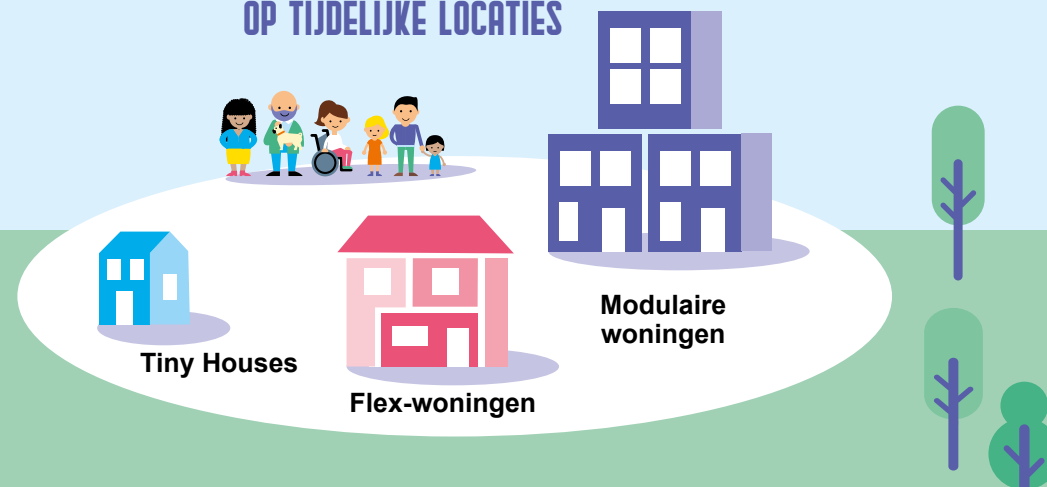 OP TIJDELIJKE LOCATIES
Modulaire
woningen
Tiny Houses
Flex-woningen